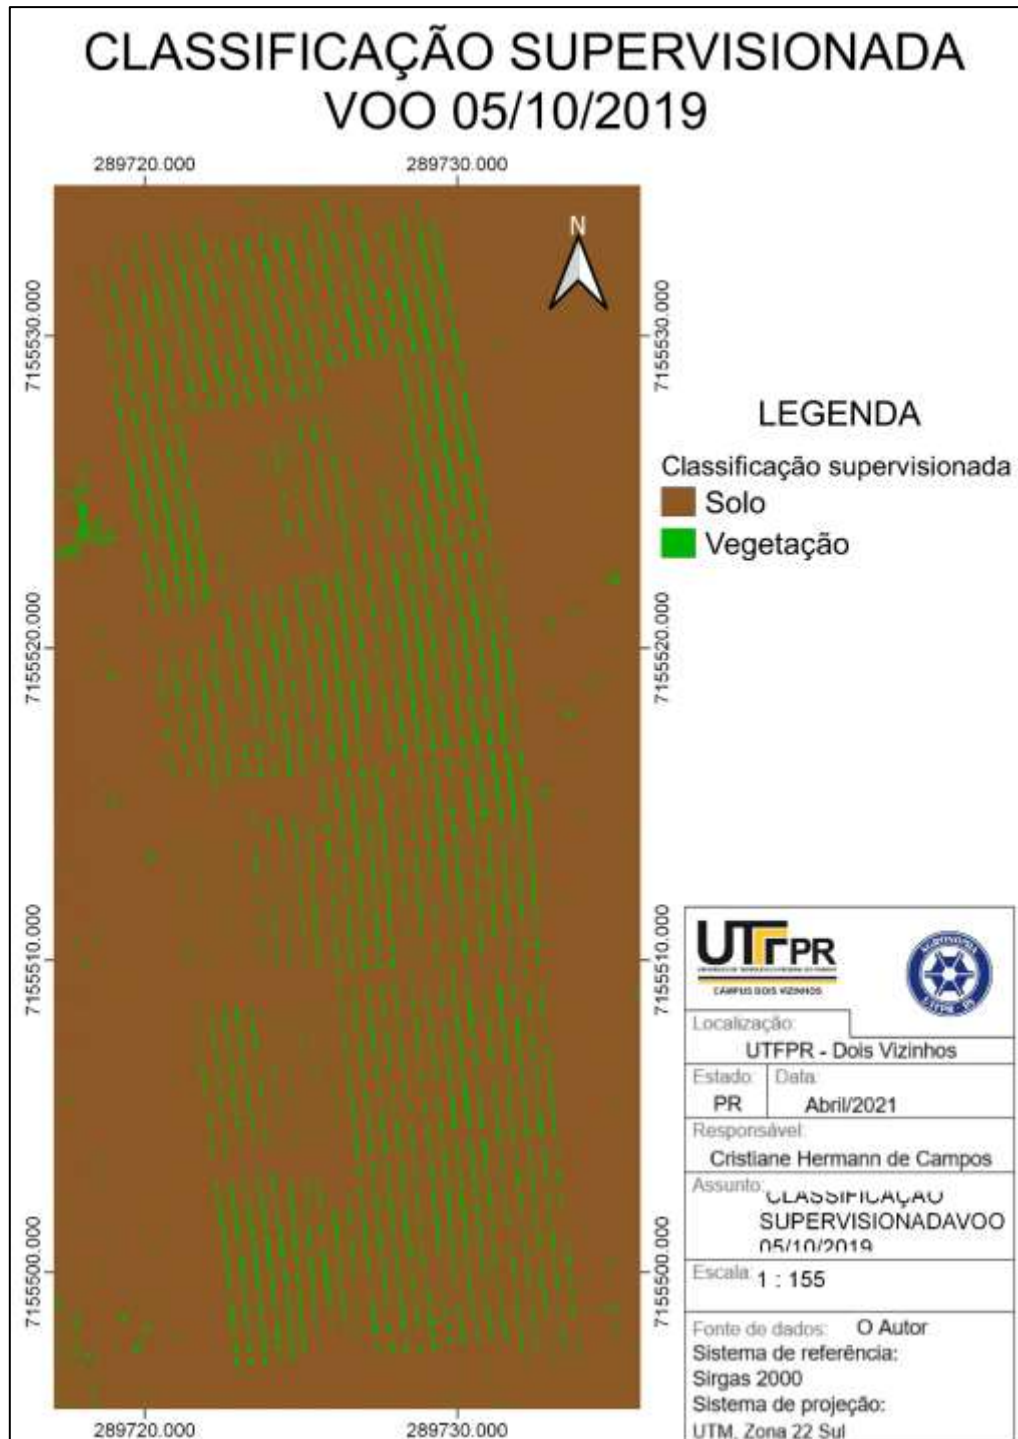 CLASSIFICAÇÃO SUPERVISIONADA
VOO 05/10/2019
289720.000
289730.000
N
7155530.000
7155530.000
LEGENDA
Classificação supervisionada
Solo
Vegetação
7155520.000
7155520.000
7155510.000
7155510.000
UTFPR
CÂMPUS DOIS VIZINHOS
AGRONOMIA
UTFPR - DV
Localização:
UTFPR - Dois Vizinhos
Estado:
Data:
PR
Abril/2021
Responsável:
Cristiane Hermann de Campos
Assunto:
CLASSIFICAÇÃO
SUPERVISIONADAVOO
05/10/2019
7155500.000
7155500.000
Escala: 1 : 155
Fonte de dados: O Autor
Sistema de referência:
Sirgas 2000
Sistema de projeção:
UTM, Zona 22 Sul
289720.000
289730.000